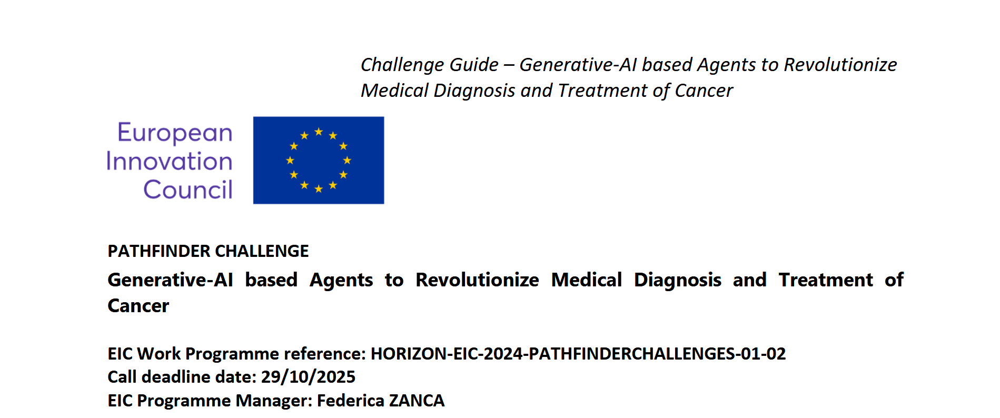 Challenge Guide – Generative-AI based Agents to Revolutionize
Medical Diagnosis and Treatment of Cancer
European
Innovation
Council
PATHFINDER CHALLENGE
Generative-AI based Agents to Revolutionize Medical Diagnosis and Treatment of
Cancer
EIC Work Programme reference: HORIZON-EIC-2024-PATHFINDERCHALLENGES-01-02
Call deadline date: 29/10/2025
EIC Programme Manager: Federica ZANCA